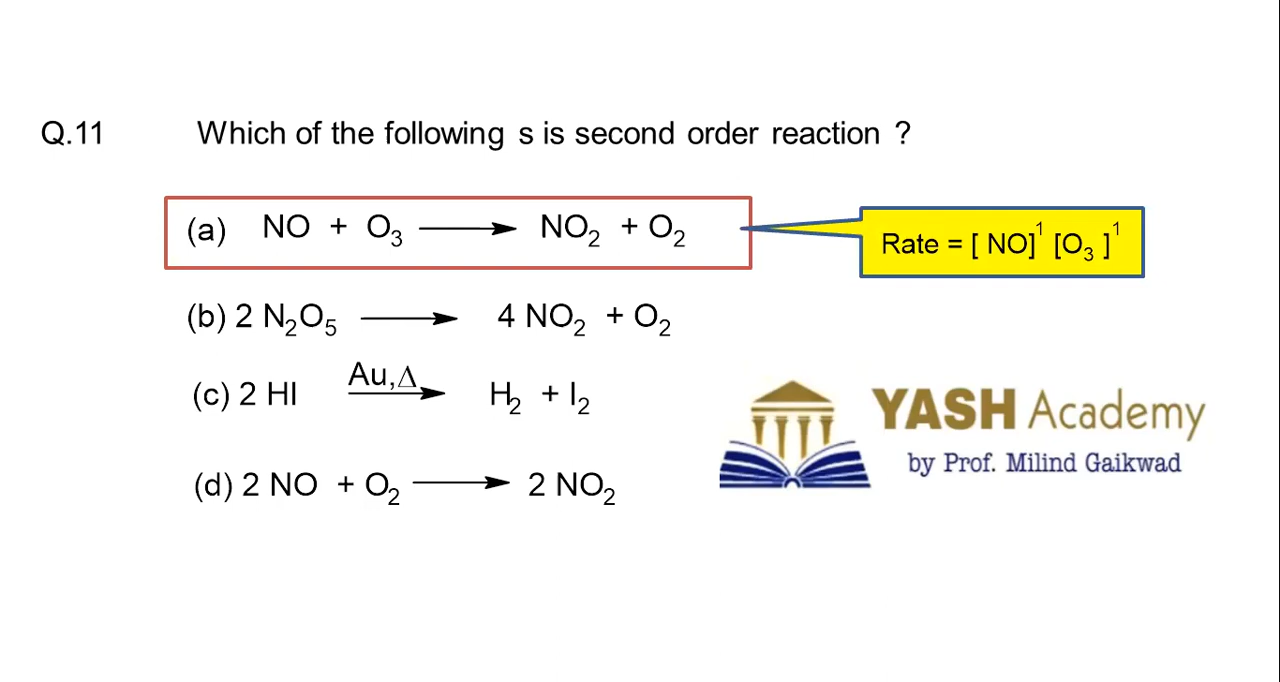 Q.11 Which of the following s is second order reaction ?
(a) NO + O₃ ⟶ NO₂ + O₂
Rate = [ NO]¹ [O₃ ]¹
(b) 2 N₂O₅ ⟶ 4 NO₂ + O₂
(c) 2 HI Au,Δ ⟶ H₂ + I₂
(d) 2 NO + O₂ ⟶ 2 NO₂
YASH Academy
by Prof. Milind Gaikwad